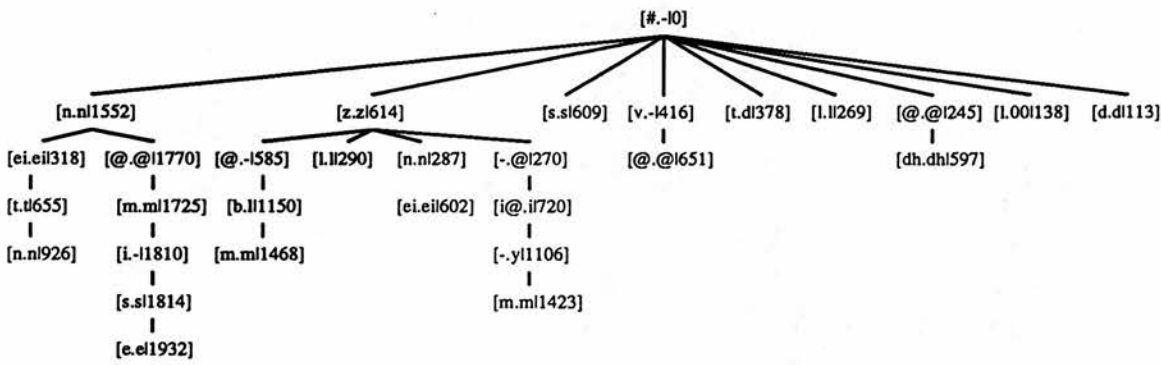 [#.-|0]
[n.n|1552] [z.z|614] [s.s|609] [v.-|416] [t.d|378] [l.l|269] [@.@|245] [l.00|138] [d.d|113]
[ei.ei|318] [@.@|1770] [@.-|585] [l.l|290] [n.n|287] [-.@|270] [@.@|651] [dh.dh|597]
[t.t|655] [m.m|1725] [b.l|1150] [ei.ei|602] [i@.i|720]
[n.n|926] [i.-|1810] [m.m|1468] [-.y|1106]
[s.s|1814] [m.m|1423]
[e.e|1932]